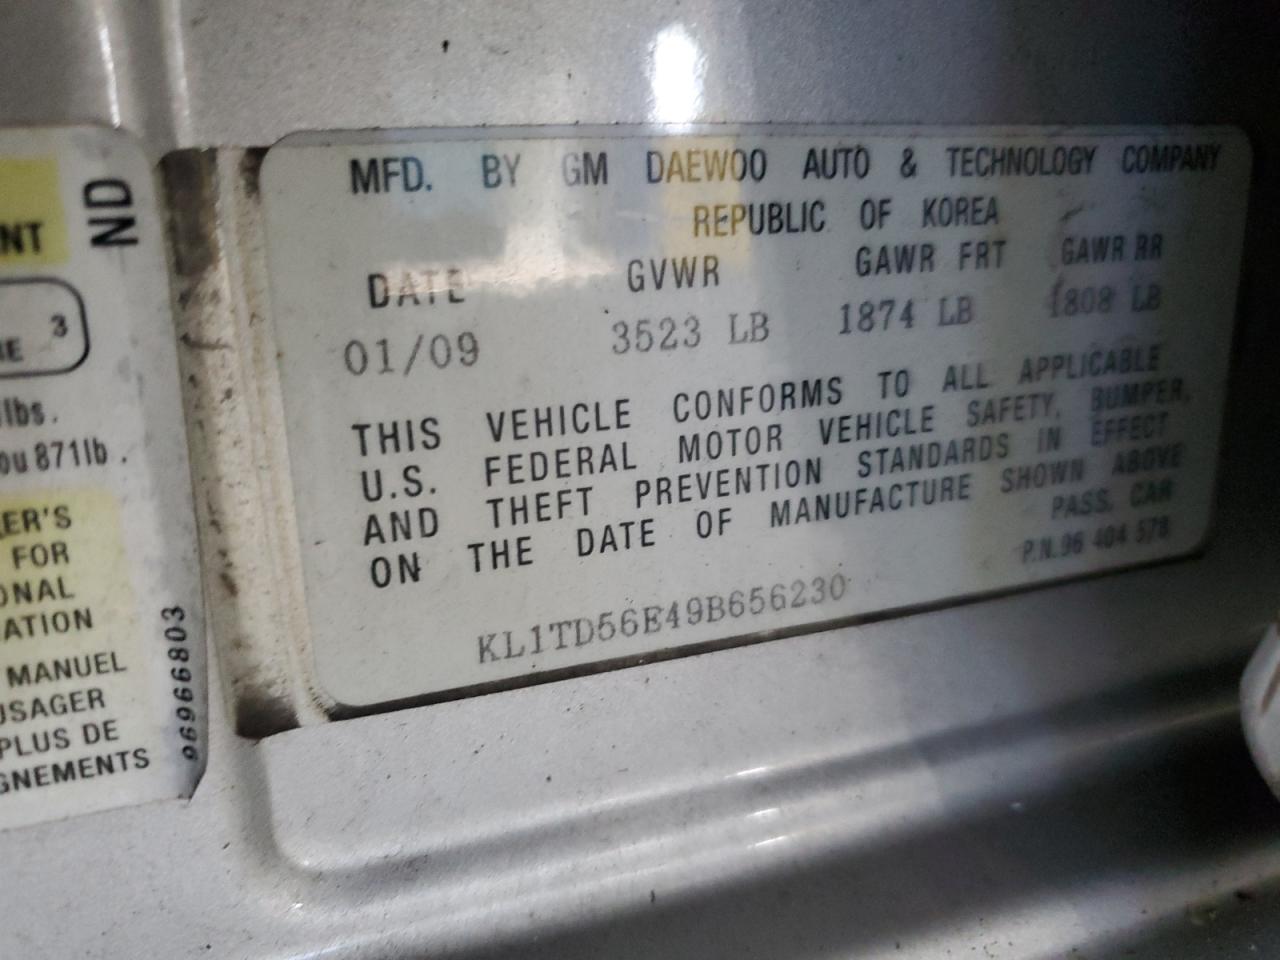 ND
NT
3
lbs.
ou 871lb.
ER'S
FOR
ONAL
ATION
MANUEL
USAGER
PLUS DE
GNEMENTS
96966803
MFD. BY GM DAEWOO AUTO & TECHNOLOGY COMPANY
REPUBLIC OF KOREA
DATE GVWR GAWR FRT GAWR RR
01/09 3523 LB 1874 LB 1808 LB
THIS VEHICLE CONFORMS TO ALL APPLICABLE
U.S. FEDERAL MOTOR VEHICLE SAFETY, BUMPER,
AND THEFT PREVENTION STANDARDS IN EFFECT
ON THE DATE OF MANUFACTURE SHOWN ABOVE
PASS. CAR
P.N.96 404 578
KL1TD56E49B656230